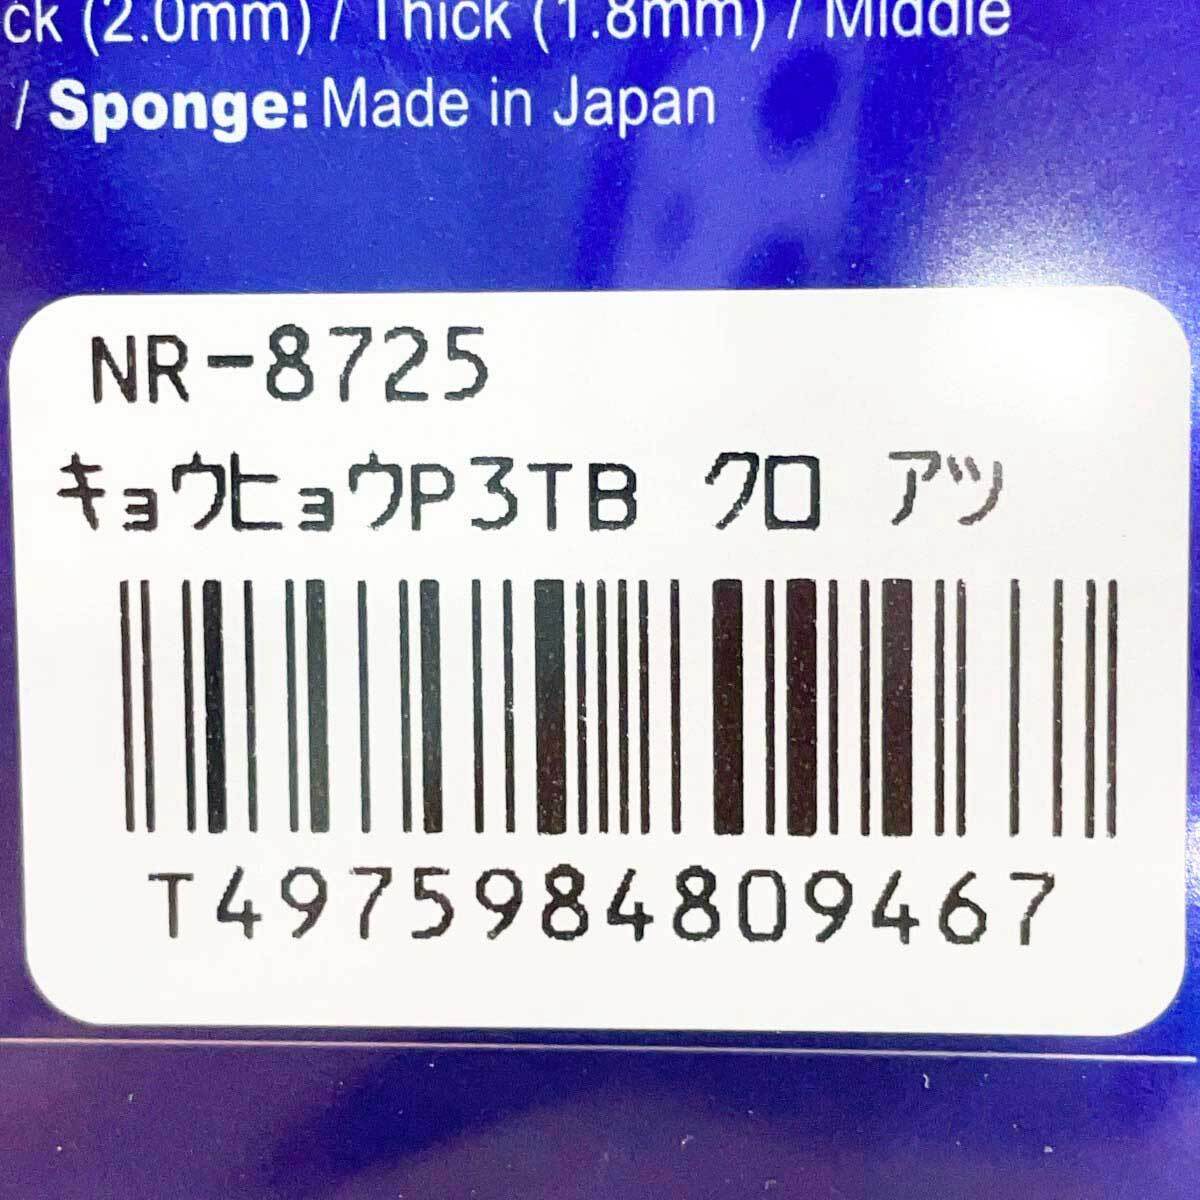 ck (2.0mm) / Thick (1.8mm) / Middle
/ Sponge: Made in Japan
NR-8725
キョウヒョウP3TB クロ アツ
T4975984809467